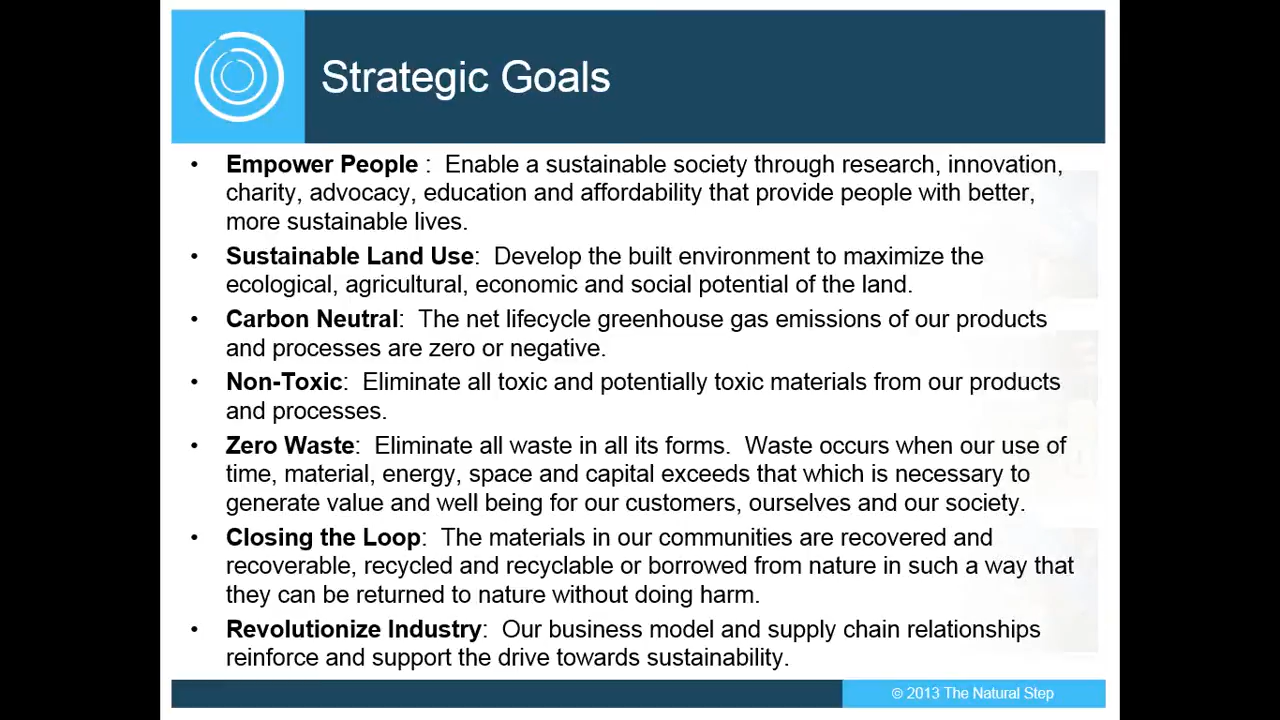 Strategic Goals
• Empower People :  Enable a sustainable society through research, innovation,
charity, advocacy, education and affordability that provide people with better,
more sustainable lives.
• Sustainable Land Use:  Develop the built environment to maximize the
ecological, agricultural, economic and social potential of the land.
• Carbon Neutral:  The net lifecycle greenhouse gas emissions of our products
and processes are zero or negative.
• Non-Toxic:  Eliminate all toxic and potentially toxic materials from our products
and processes.
• Zero Waste:  Eliminate all waste in all its forms.  Waste occurs when our use of
time, material, energy, space and capital exceeds that which is necessary to
generate value and well being for our customers, ourselves and our society.
• Closing the Loop:  The materials in our communities are recovered and
recoverable, recycled and recyclable or borrowed from nature in such a way that
they can be returned to nature without doing harm.
• Revolutionize Industry:  Our business model and supply chain relationships
reinforce and support the drive towards sustainability.
© 2013 The Natural Step